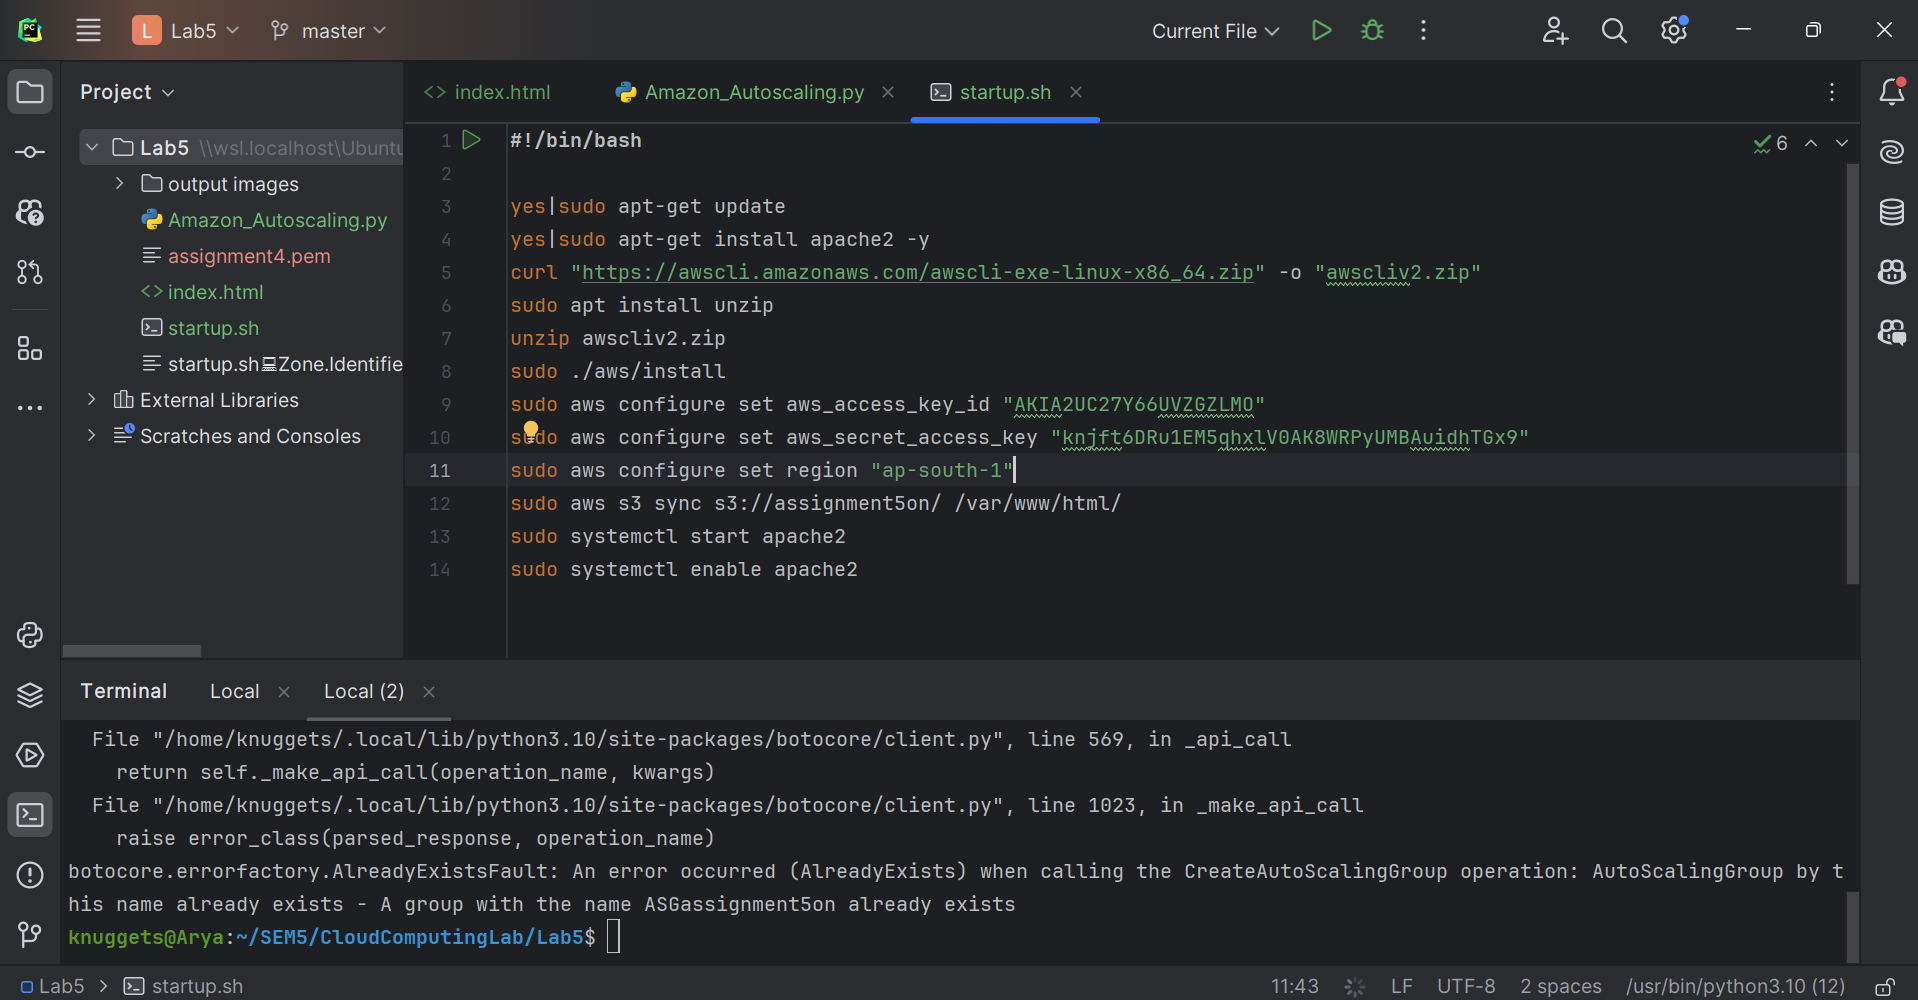 L Lab5 master Current File
Project
index.html Amazon_Autoscaling.py startup.sh
Lab5 \\wsl.localhost\Ubuntu
output images
Amazon_Autoscaling.py
assignment4.pem
index.html
startup.sh
startup.sh Zone.Identifie
External Libraries
Scratches and Consoles
6
1 #!/bin/bash
2
3 yes|sudo apt-get update
4 yes|sudo apt-get install apache2 -y
5 curl "https://awscli.amazonaws.com/awscli-exe-linux-x86_64.zip" -o "awscliv2.zip"
6 sudo apt install unzip
7 unzip awscliv2.zip
8 sudo ./aws/install
9 sudo aws configure set aws_access_key_id "AKIA2UC27Y66UVZGZLMO"
10 sudo aws configure set aws_secret_access_key "knjft6DRu1EM5qhxlV0AK8WRPyUMBAuidhTGx9"
11 sudo aws configure set region "ap-south-1"
12 sudo aws s3 sync s3://assignment5on/ /var/www/html/
13 sudo systemctl start apache2
14 sudo systemctl enable apache2
Terminal Local Local (2)
File "/home/knuggets/.local/lib/python3.10/site-packages/botocore/client.py", line 569, in _api_call
return self._make_api_call(operation_name, kwargs)
File "/home/knuggets/.local/lib/python3.10/site-packages/botocore/client.py", line 1023, in _make_api_call
raise error_class(parsed_response, operation_name)
botocore.errorfactory.AlreadyExistsFault: An error occurred (AlreadyExists) when calling the CreateAutoScalingGroup operation: AutoScalingGroup by t
his name already exists - A group with the name ASGassignment5on already exists
knuggets@Arya:~/SEM5/CloudComputingLab/Lab5$
Lab5 > startup.sh 11:43 LF UTF-8 2 spaces /usr/bin/python3.10 (12)